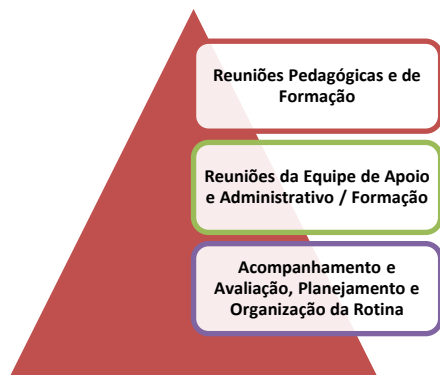 Reuniões Pedagógicas e de
Formação
Reuniões da Equipe de Apoio
e Administrativo / Formação
Acompanhamento e
Avaliação, Planejamento e
Organização da Rotina